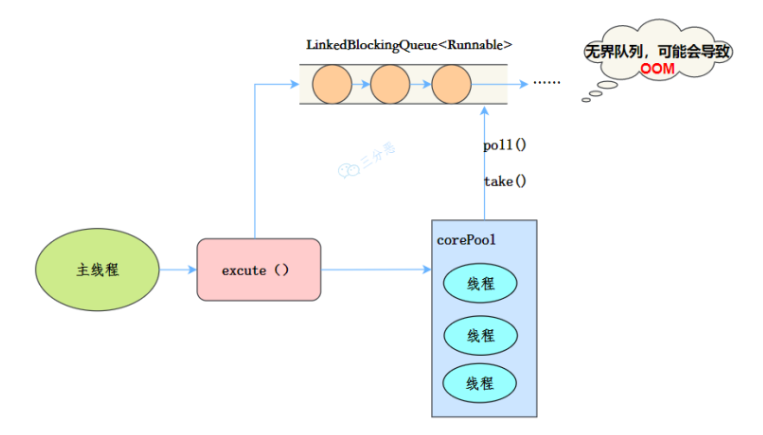 LinkedBlockingQueue<Runnable>
无界队列，可能会导致
OOM
......
poll()
take()
三分恶
主线程
excute（）
corePool
线程
线程
线程